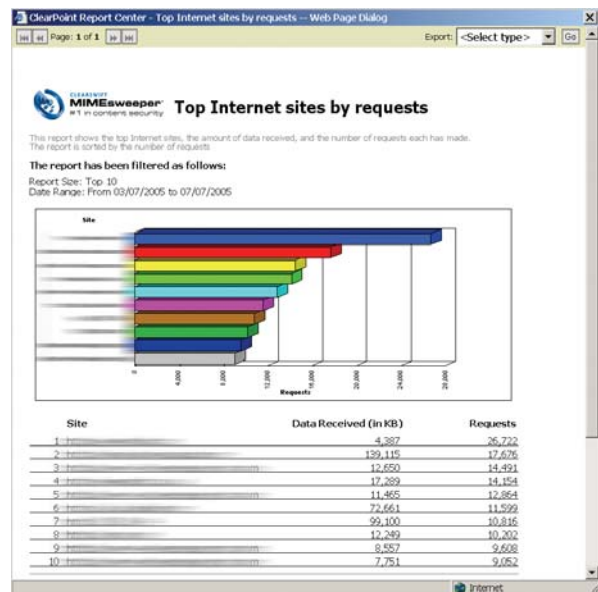 ClearPoint Report Center - Top Internet sites by requests -- Web Page Dialog
Page: 1 of 1
Export: <Select type> Go
CLEARSWIFT
MIMEsweeper
#1 in content security
Top Internet sites by requests
This report shows the top Internet sites, the amount of data received, and the number of requests each has made.
The report is sorted by the number of requests
The report has been filtered as follows:
Report Size: Top 10
Date Range: From 03/07/2005 to 07/07/2005
Site
0 4,000 8,000 12,000 16,000 20,000 24,000 28,000
Requests
Site Data Received (in KB) Requests
1 4,387 26,722
2 139,115 17,676
3 12,650 14,491
4 17,289 14,154
5 11,465 12,864
6 72,661 11,599
7 99,100 10,816
8 12,249 10,202
9 8,557 9,608
10 7,751 9,052
Internet